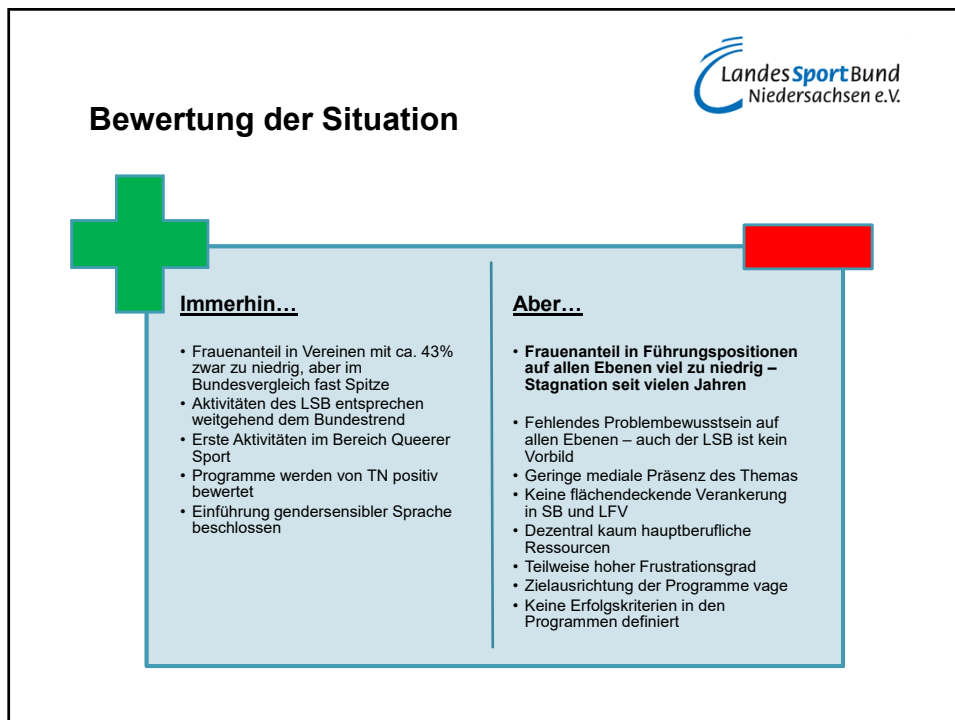 LandesSportBund
Niedersachsen e.V.
Bewertung der Situation
Immerhin...
• Frauenanteil in Vereinen mit ca. 43%
zwar zu niedrig, aber im
Bundesvergleich fast Spitze
• Aktivitäten des LSB entsprechen
weitgehend dem Bundestrend
• Erste Aktivitäten im Bereich Queerer
Sport
• Programme werden von TN positiv
bewertet
• Einführung gendersensibler Sprache
beschlossen
Aber...
• Frauenanteil in Führungspositionen
auf allen Ebenen viel zu niedrig –
Stagnation seit vielen Jahren
• Fehlendes Problembewusstsein auf
allen Ebenen – auch der LSB ist kein
Vorbild
• Geringe mediale Präsenz des Themas
• Keine flächendeckende Verankerung
in SB und LFV
• Dezentral kaum hauptberufliche
Ressourcen
• Teilweise hoher Frustrationsgrad
• Zielausrichtung der Programme vage
• Keine Erfolgskriterien in den
Programmen definiert